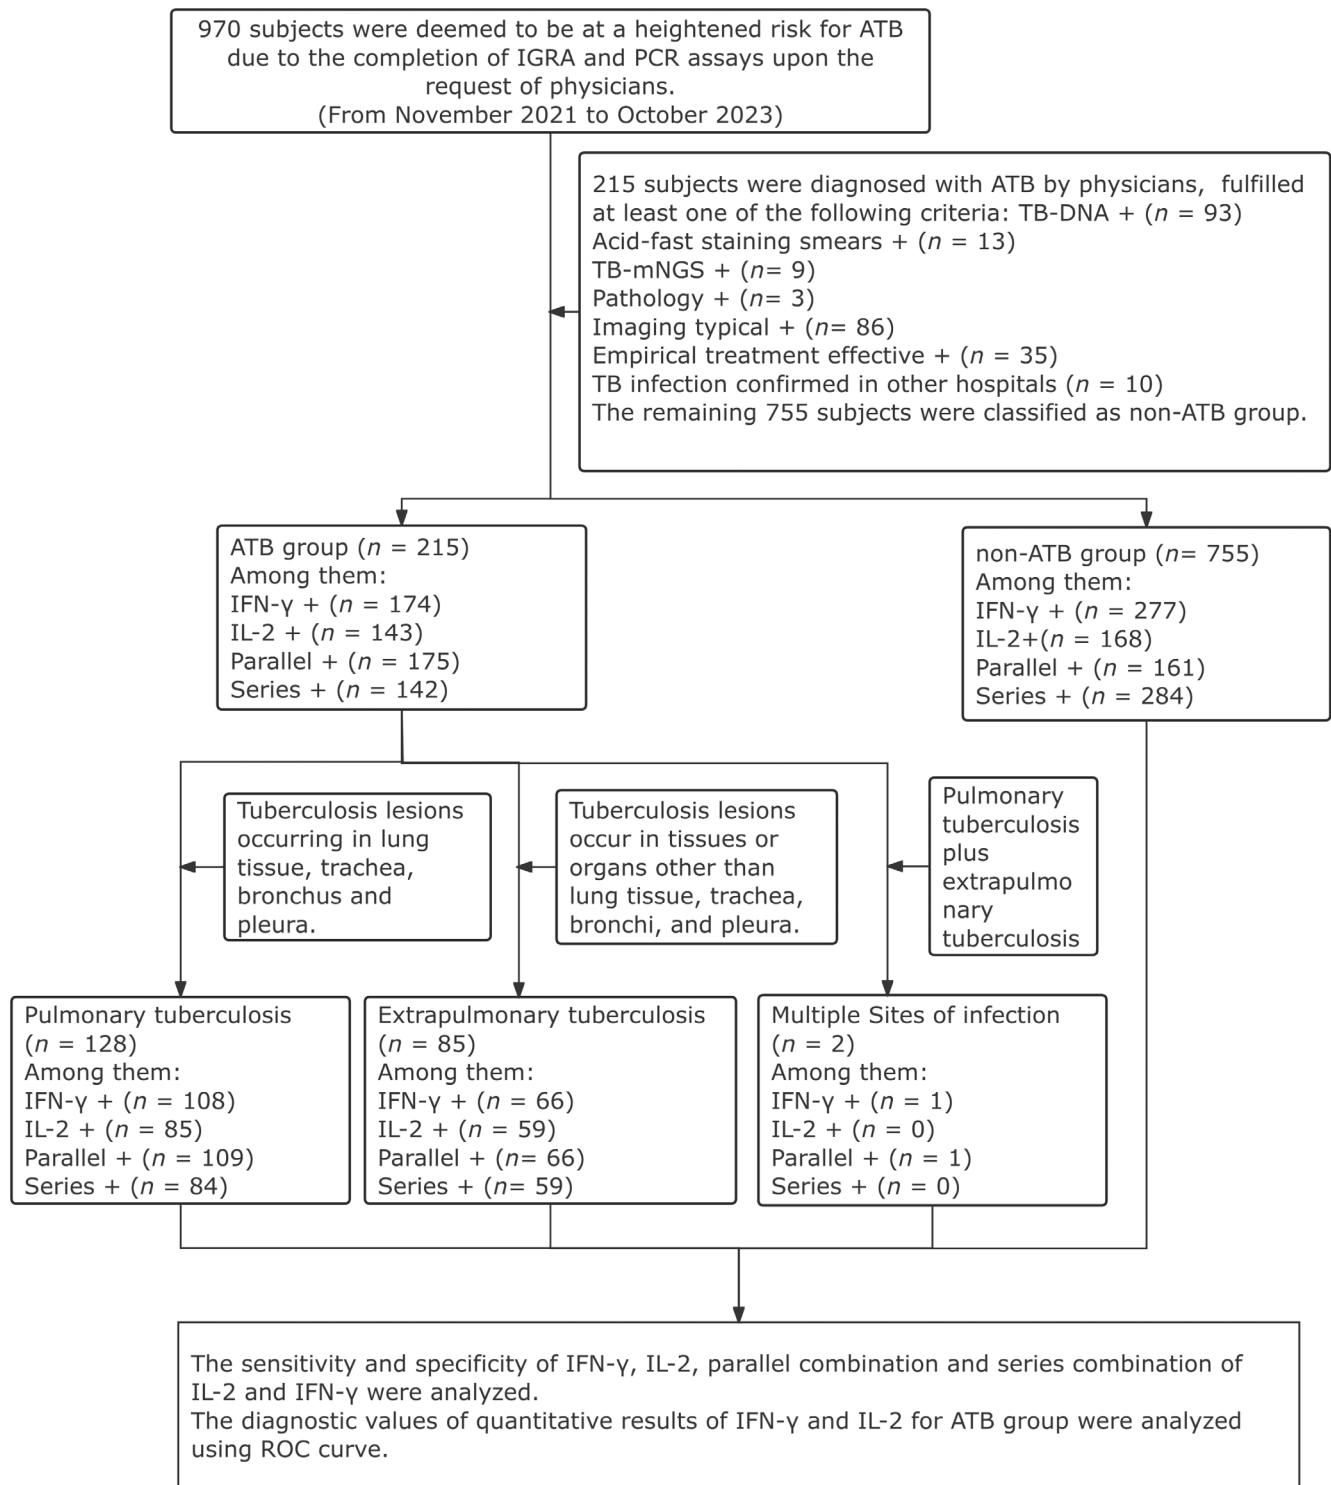 970 subjects were deemed to be at a heightened risk for ATB
due to the completion of IGRA and PCR assays upon the
request of physicians.
(From November 2021 to October 2023)
215 subjects were diagnosed with ATB by physicians, fulfilled
at least one of the following criteria: TB-DNA + (n = 93)
Acid-fast staining smears + (n = 13)
TB-mNGS + (n= 9)
Pathology + (n= 3)
Imaging typical + (n= 86)
Empirical treatment effective + (n = 35)
TB infection confirmed in other hospitals (n = 10)
The remaining 755 subjects were classified as non-ATB group.
ATB group (n = 215)
Among them:
IFN-γ + (n = 174)
IL-2 + (n = 143)
Parallel + (n = 175)
Series + (n = 142)
non-ATB group (n= 755)
Among them:
IFN-γ + (n = 277)
IL-2+(n = 168)
Parallel + (n = 161)
Series + (n = 284)
Tuberculosis lesions
occurring in lung
tissue, trachea,
bronchus and
pleura.
Tuberculosis lesions
occur in tissues or
organs other than
lung tissue, trachea,
bronchi, and pleura.
Pulmonary
tuberculosis
plus
extrapulmo
nary
tuberculosis
Pulmonary tuberculosis
(n = 128)
Among them:
IFN-γ + (n = 108)
IL-2 + (n = 85)
Parallel + (n = 109)
Series + (n = 84)
Extrapulmonary tuberculosis
(n = 85)
Among them:
IFN-γ + (n = 66)
IL-2 + (n = 59)
Parallel + (n= 66)
Series + (n= 59)
Multiple Sites of infection
(n = 2)
Among them:
IFN-γ + (n = 1)
IL-2 + (n = 0)
Parallel + (n = 1)
Series + (n = 0)
The sensitivity and specificity of IFN-γ, IL-2, parallel combination and series combination of
IL-2 and IFN-γ were analyzed.
The diagnostic values of quantitative results of IFN-γ and IL-2 for ATB group were analyzed
using ROC curve.